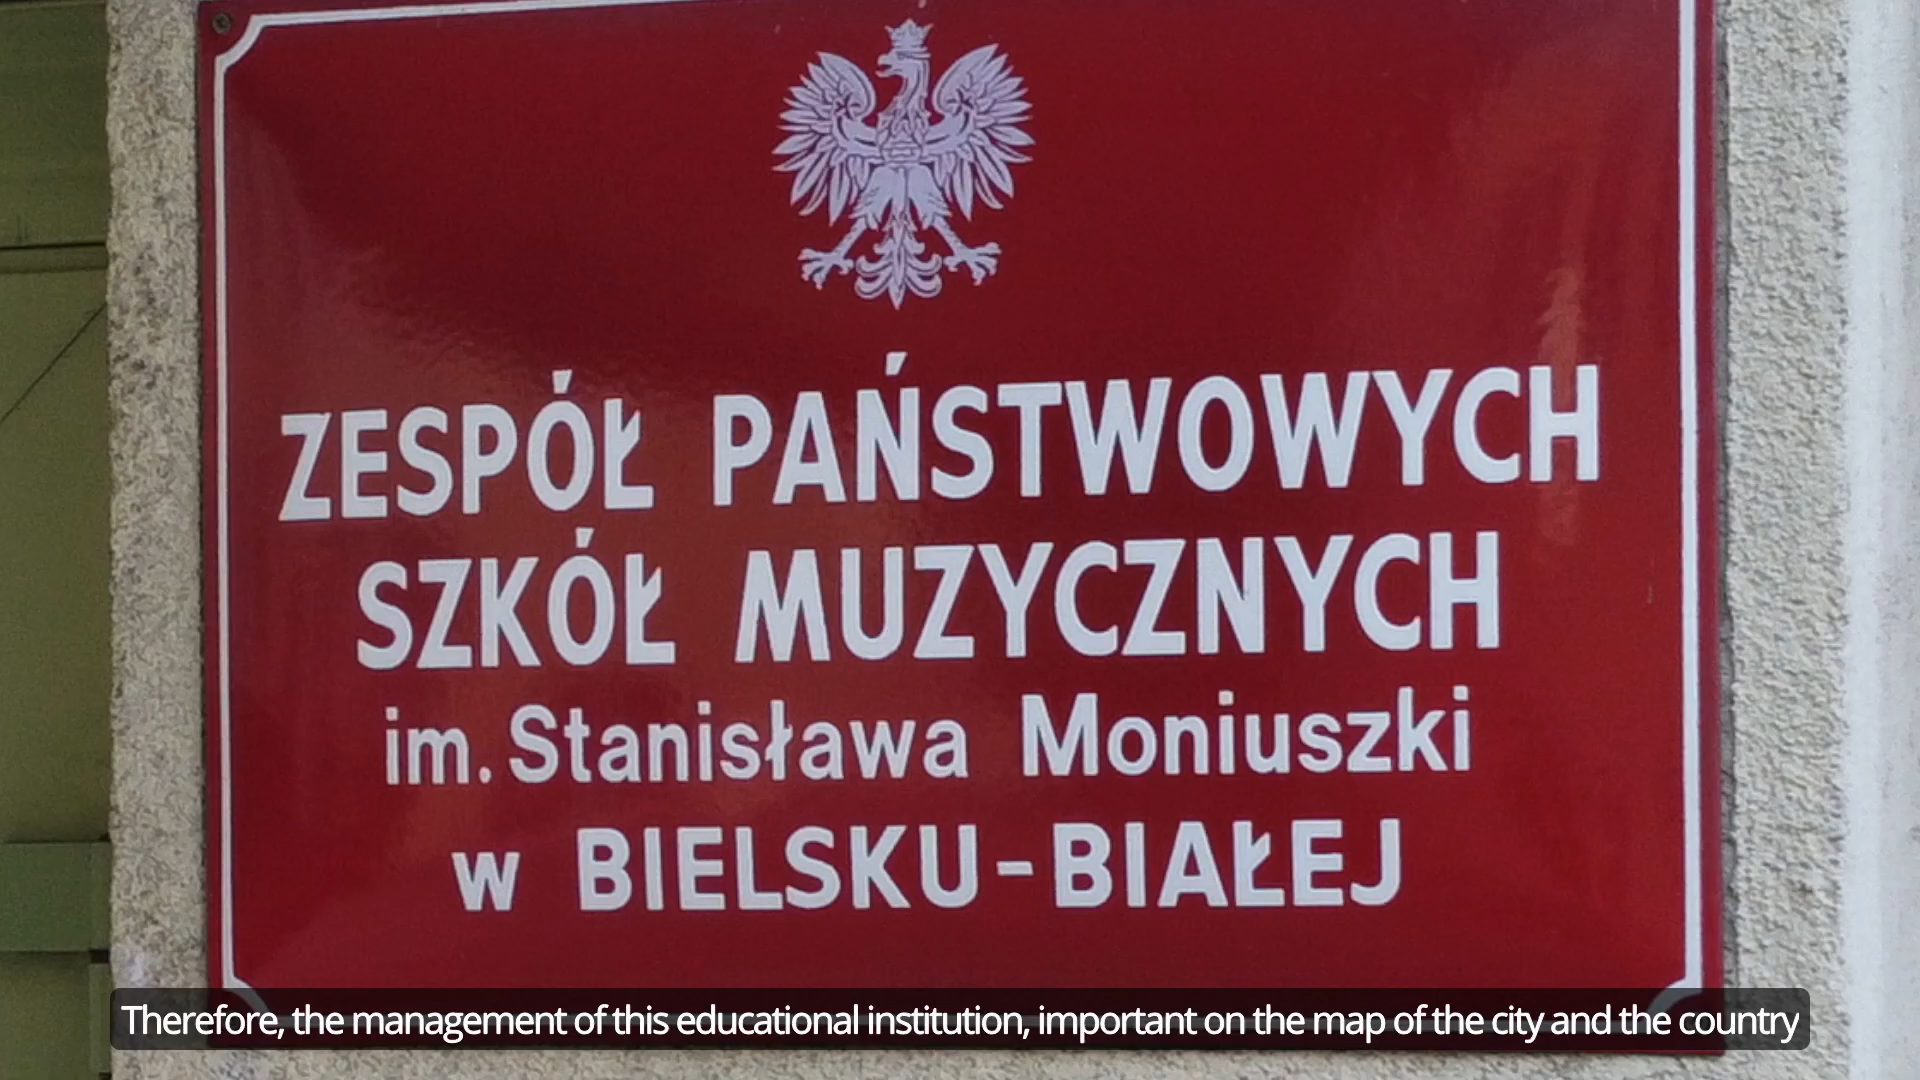 ZESPÓŁ PAŃSTWOWYCH
SZKÓŁ MUZYCZNYCH
im. Stanisława Moniuszki
w BIELSKU-BIAŁEJ
Therefore, the management of this educational institution, important on the map of the city and the country